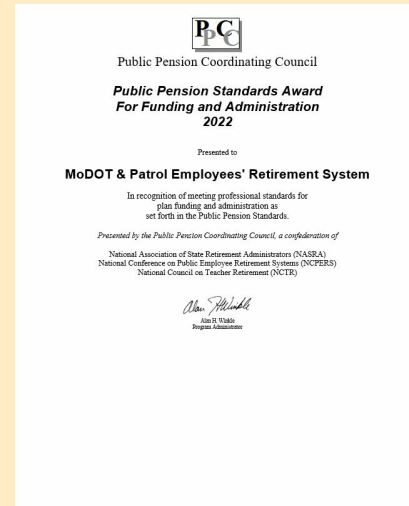 PPCC
Public Pension Coordinating Council
Public Pension Standards Award
For Funding and Administration
2022
Presented to
MoDOT & Patrol Employees' Retirement System
In recognition of meeting professional standards for
plan funding and administration as
set forth in the Public Pension Standards.
Presented by the Public Pension Coordinating Council, a confederation of
National Association of State Retirement Administrators (NASRA)
National Conference on Public Employee Retirement Systems (NCPERS)
National Council on Teacher Retirement (NCTR)
Alan H. Winkle
Alan H. Winkle
Program Administrator